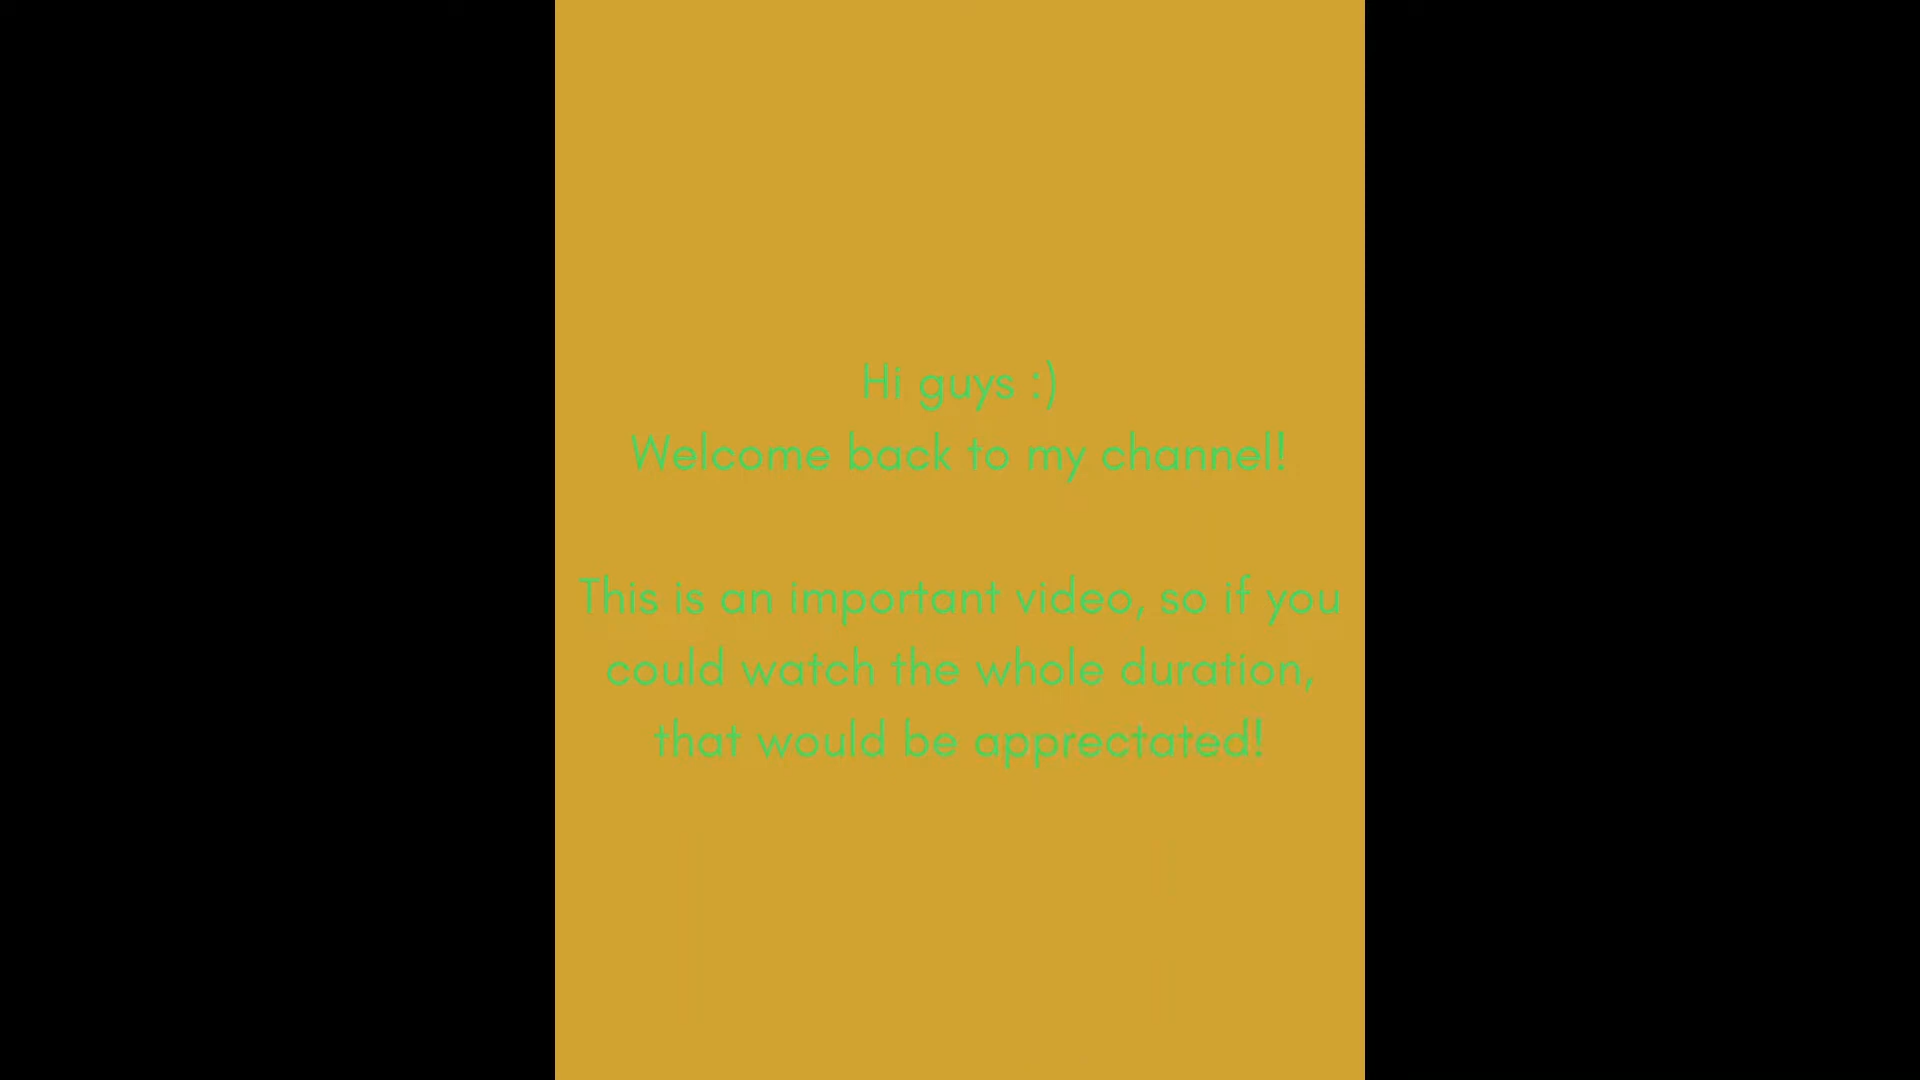 Hi guys :)
Welcome back to my channel!
This is an important video, so if you
could watch the whole duration,
that would be apprectated!